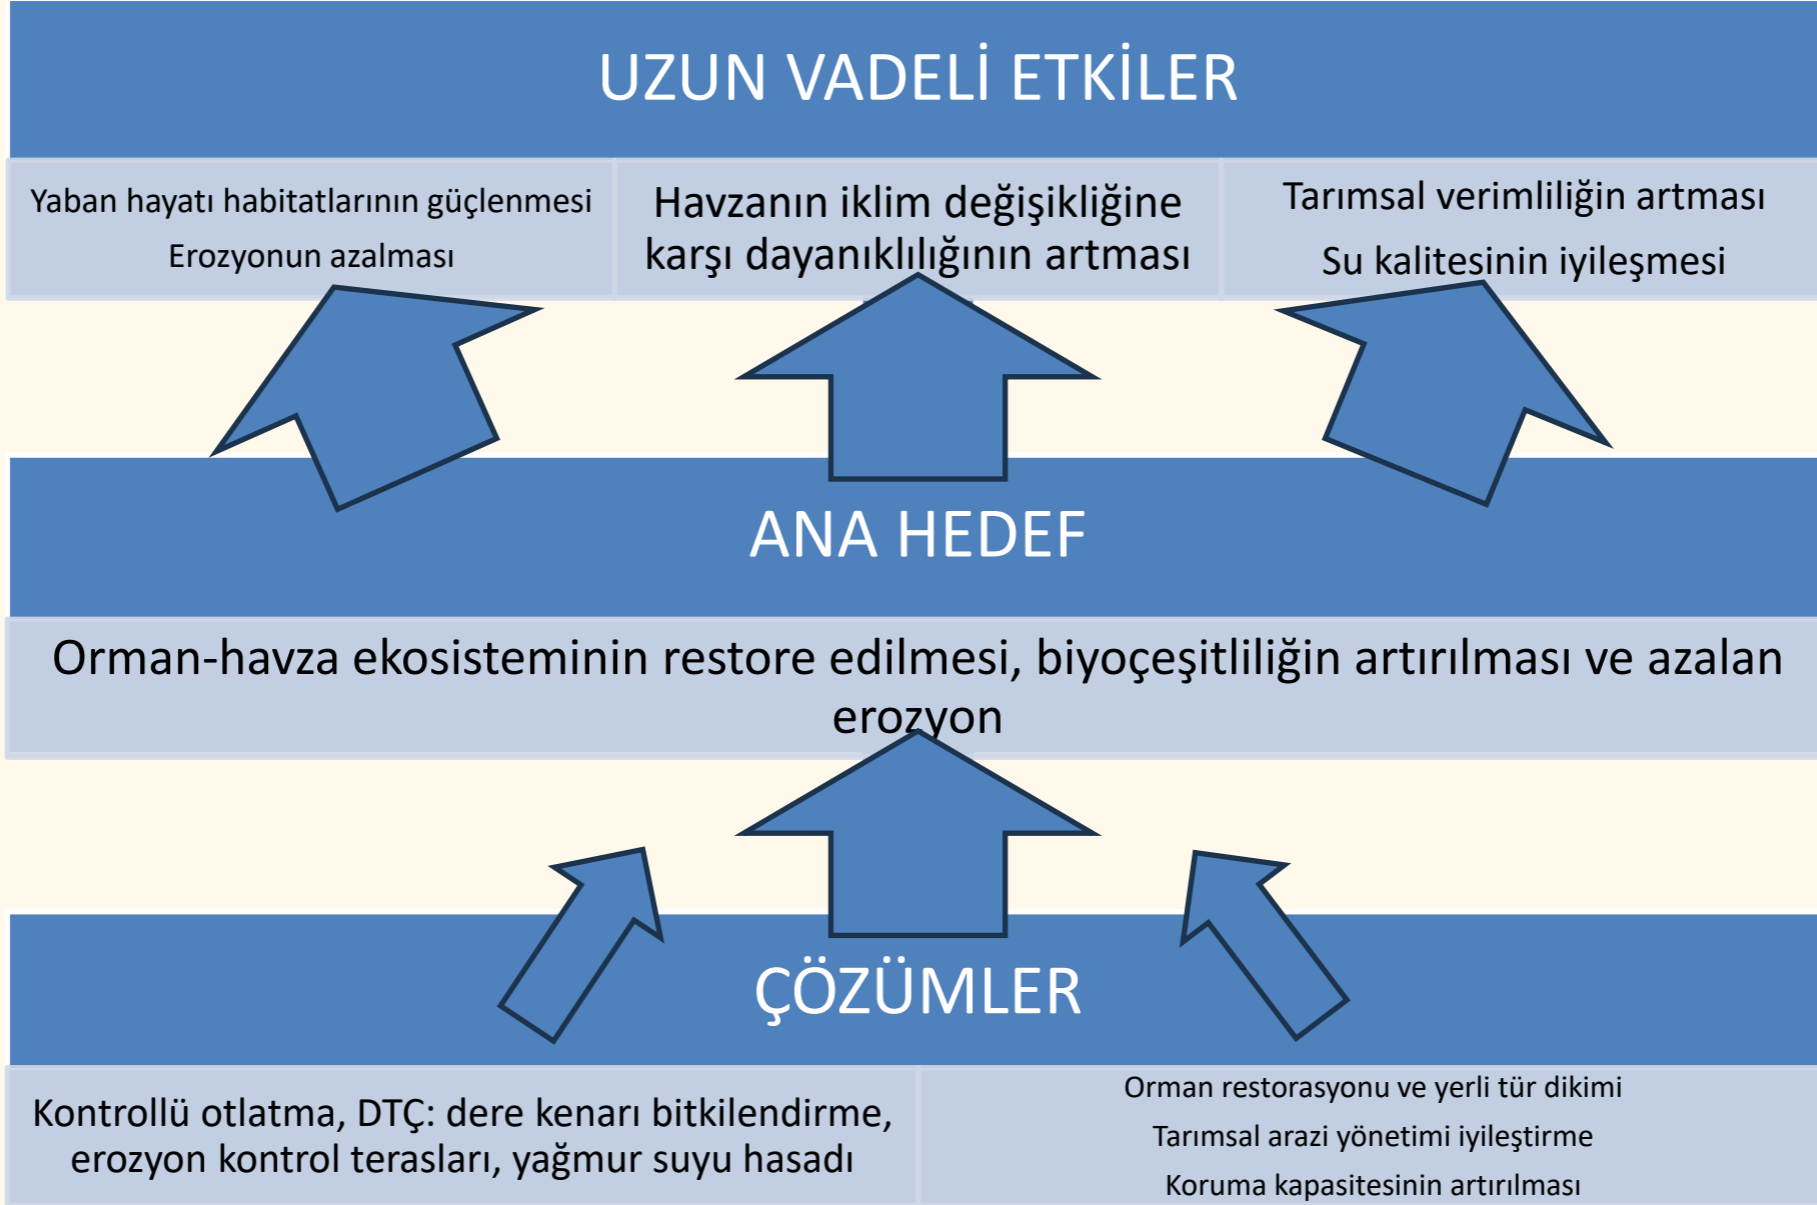 UZUN VADELİ ETKİLER
Yaban hayatı habitatlarının güçlenmesi
Erozyonun azalması
Havzanın iklim değişikliğine
karşı dayanıklılığının artması
Tarımsal verimliliğin artması
Su kalitesinin iyileşmesi
ANA HEDEF
Orman-havza ekosisteminin restore edilmesi, biyoçeşitliliğin artırılması ve azalan
erozyon
ÇÖZÜMLER
Kontrollü otlatma, DTÇ: dere kenarı bitkilendirme,
erozyon kontrol terasları, yağmur suyu hasadı
Orman restorasyonu ve yerli tür dikimi
Tarımsal arazi yönetimi iyileştirme
Koruma kapasitesinin artırılması